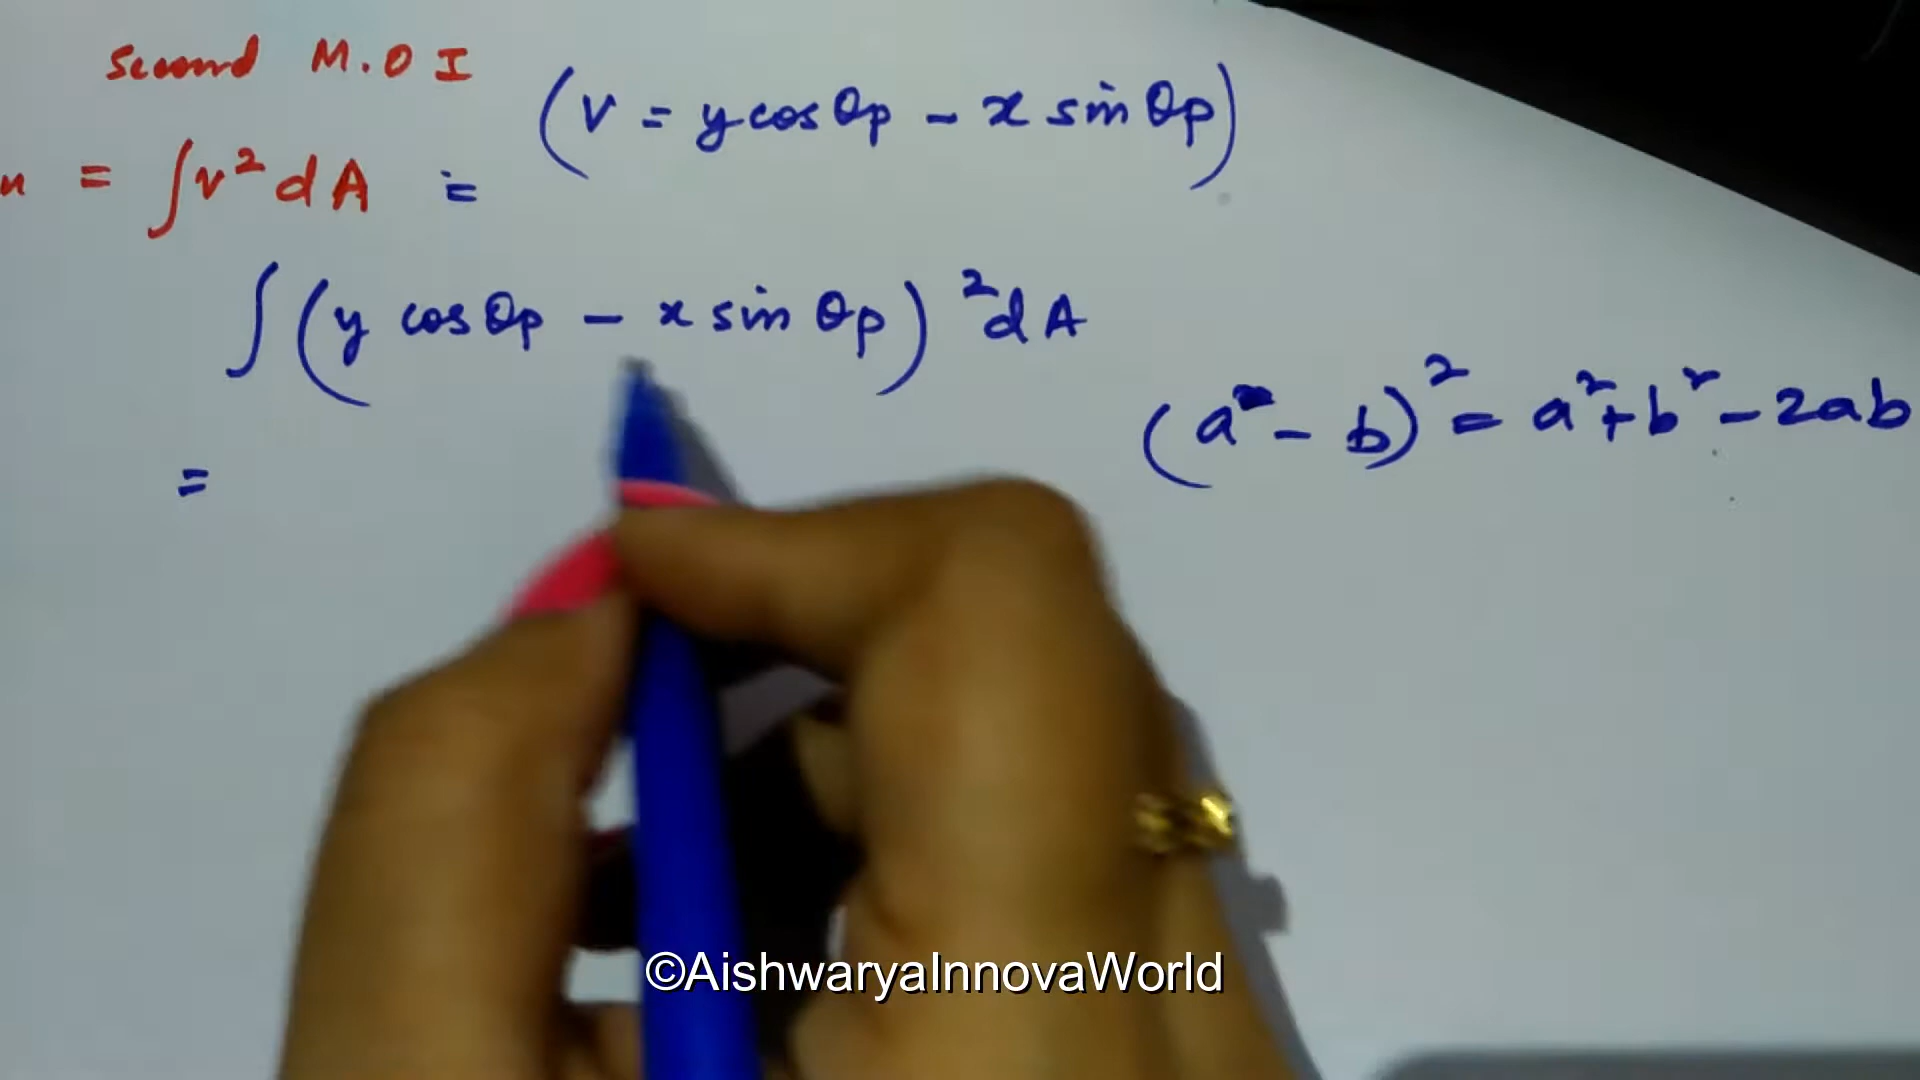 Second M.O I
(v = y cos θp - x sin θp)
u = ∫v² dA =
∫(y cos θp - x sin θp)² dA
(a - b)² = a² + b² - 2ab
=
©AishwaryaInnovaWorld